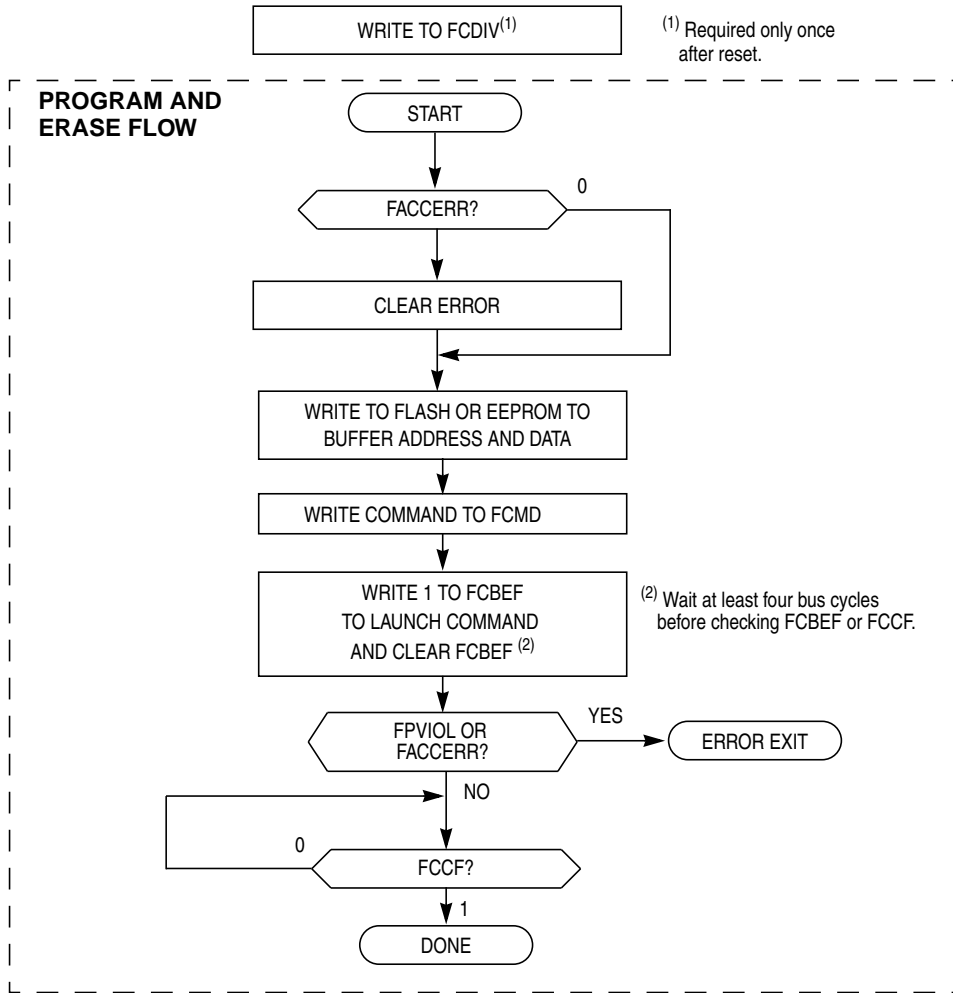 WRITE TO FCDIV(1)
(1) Required only once
after reset.
PROGRAM AND
ERASE FLOW
START
0
FACCERR?
CLEAR ERROR
WRITE TO FLASH OR EEPROM TO
BUFFER ADDRESS AND DATA
WRITE COMMAND TO FCMD
WRITE 1 TO FCBEF
TO LAUNCH COMMAND
AND CLEAR FCBEF (2)
(2) Wait at least four bus cycles
before checking FCBEF or FCCF.
FPVIOL OR
FACCERR?
YES
ERROR EXIT
NO
0
FCCF?
1
DONE